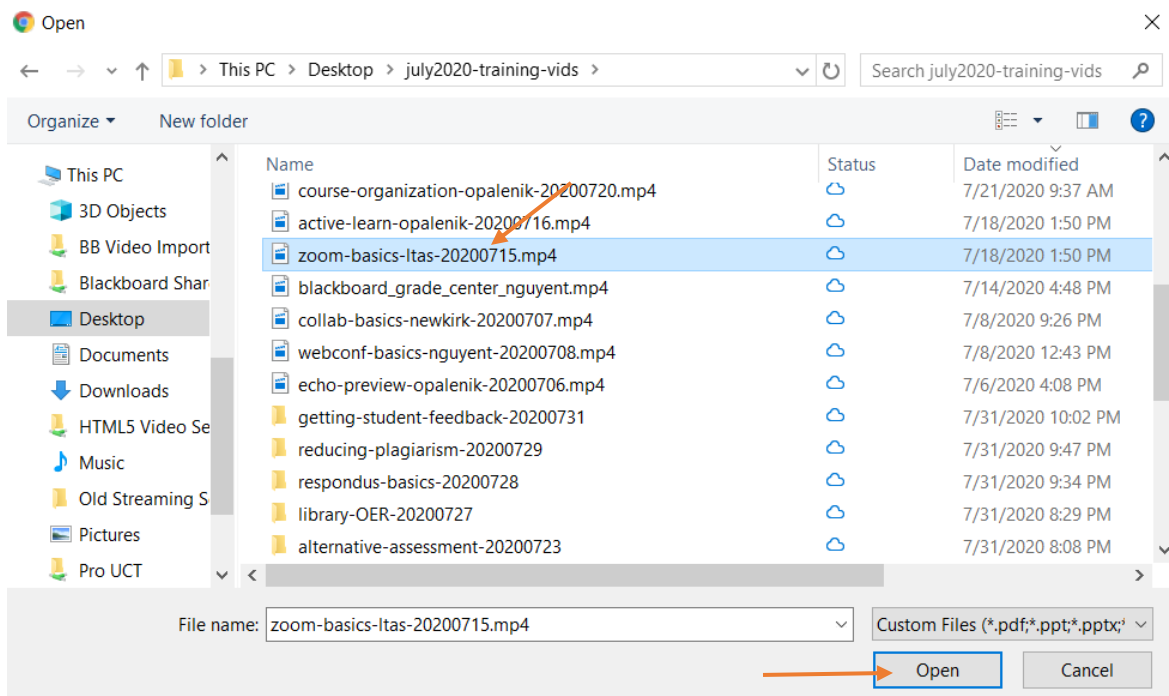 Open
This PC > Desktop > july2020-training-vids >
Search july2020-training-vids
Organize
New folder
Name Status Date modified
This PC
3D Objects
BB Video Import
Blackboard Shar
Desktop
Documents
Downloads
HTML5 Video Se
Music
Old Streaming S
Pictures
Pro UCT
course-organization-opalenik-20200720.mp4 7/21/2020 9:37 AM
active-learn-opalenik-20200716.mp4 7/18/2020 1:50 PM
zoom-basics-ltas-20200715.mp4 7/18/2020 1:50 PM
blackboard_grade_center_nguyent.mp4 7/14/2020 4:48 PM
collab-basics-newkirk-20200707.mp4 7/8/2020 9:26 PM
webconf-basics-nguyent-20200708.mp4 7/8/2020 12:43 PM
echo-preview-opalenik-20200706.mp4 7/6/2020 4:08 PM
getting-student-feedback-20200731 7/31/2020 10:02 PM
reducing-plagiarism-20200729 7/31/2020 9:47 PM
respondus-basics-20200728 7/31/2020 9:34 PM
library-OER-20200727 7/31/2020 8:29 PM
alternative-assessment-20200723 7/31/2020 8:08 PM
File name: zoom-basics-ltas-20200715.mp4
Custom Files (*.pdf;*.ppt;*.pptx;*
Open
Cancel